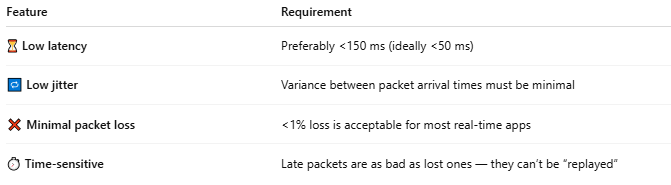 Feature Requirement
⏳ Low latency Preferably <150 ms (ideally <50 ms)
🔁 Low jitter Variance between packet arrival times must be minimal
❌ Minimal packet loss <1% loss is acceptable for most real-time apps
⏱ Time-sensitive Late packets are as bad as lost ones — they can’t be “replayed”